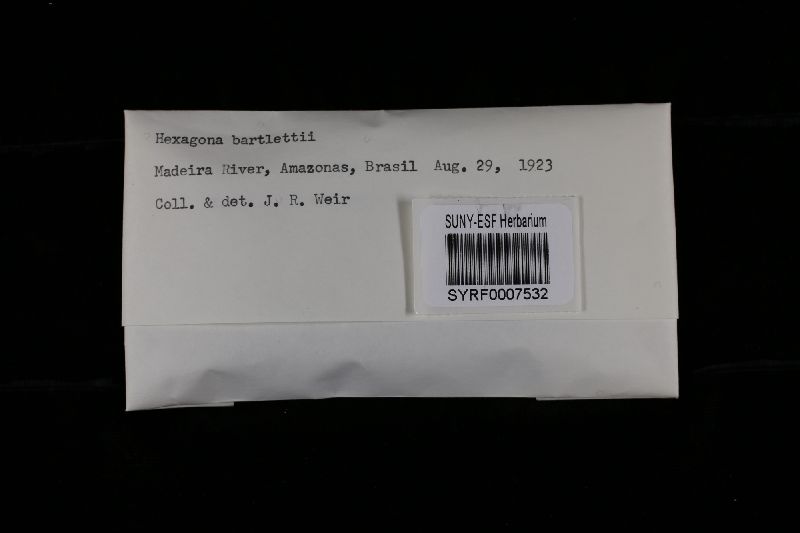 Hexagona bartlettii
Madeira River, Amazonas, Brasil Aug. 29, 1923
Coll. & det. J. R. Weir
SUNY-ESF Herbarium
SYRF0007532